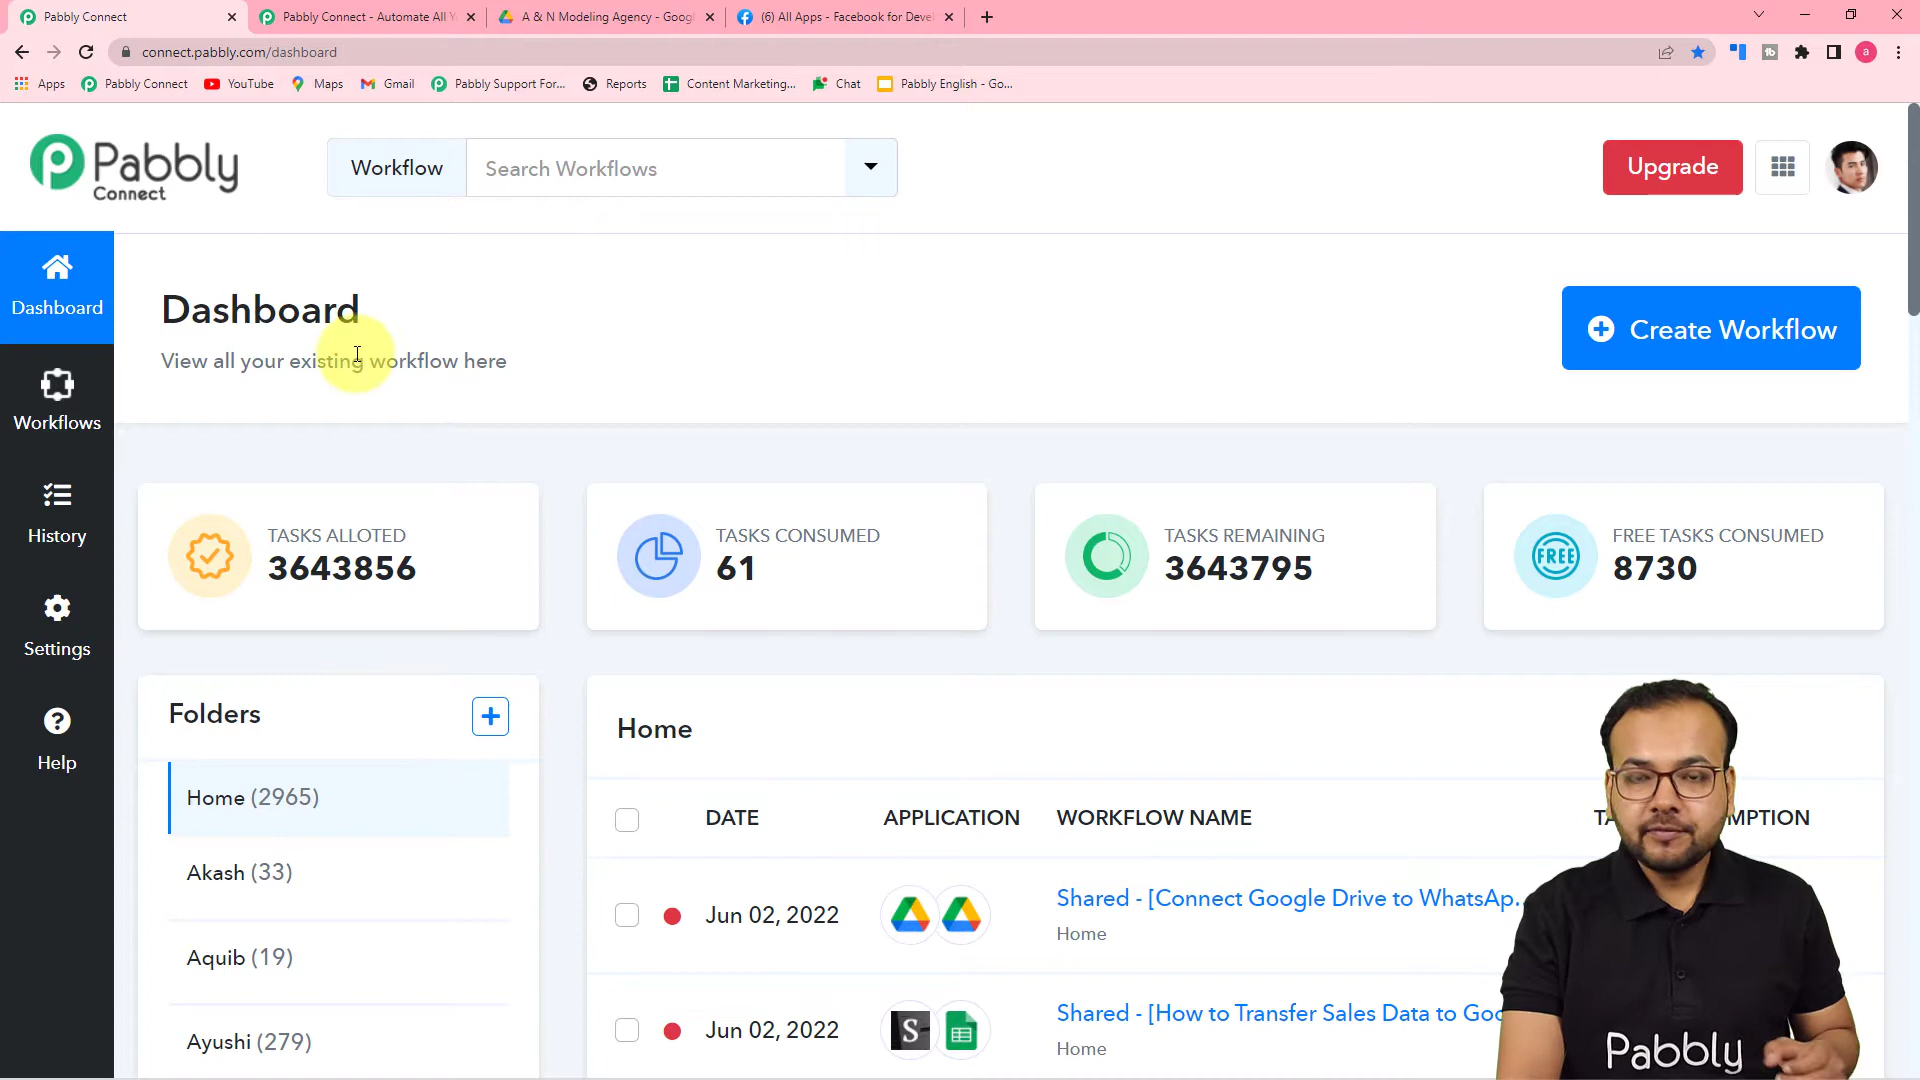 Pabbly Connect
Pabbly Connect - Automate All Y
A & N Modeling Agency - Goog
(6) All Apps - Facebook for Deve
connect.pabbly.com/dashboard
a
Apps
Pabbly Connect
YouTube
Maps
Gmail
Pabbly Support For...
Reports
Content Marketing...
Chat
Pabbly English - Go...
Pabbly
Connect
Workflow
Search Workflows
Upgrade
Dashboard
Workflows
History
Settings
Help
Dashboard
View all your existing workflow here
Create Workflow
TASKS ALLOTED
3643856
TASKS CONSUMED
61
TASKS REMAINING
3643795
FREE
FREE TASKS CONSUMED
8730
Folders
Home (2965)
Akash (33)
Aquib (19)
Ayushi (279)
Home
DATE
APPLICATION
WORKFLOW NAME
Jun 02, 2022
Shared - [Connect Google Drive to WhatsAp...
Home
Jun 02, 2022
S
Shared - [How to Transfer Sales Data to Goo
Home
Pabbly